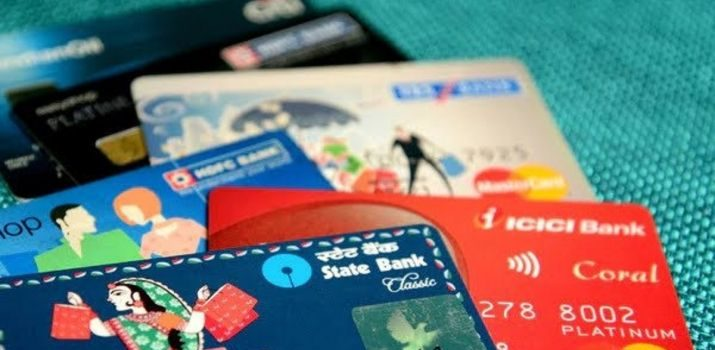 citi
IndianOil
HDFC BANK
PLATINUM
YES BANK
7925
MasterCard
HDFC BANK
hop
ICICI Bank
Coral
278 8002
PLATINUM
स्टेट बैंक
State Bank
Classic